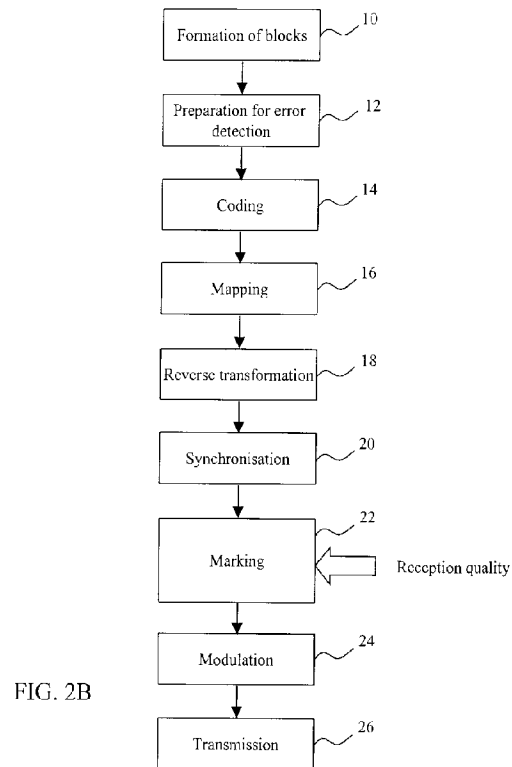 Formation of blocks
10
Preparation for error
detection
12
Coding
14
Mapping
16
Reverse transformation
18
Synchronisation
20
Marking
22
Reception quality
Modulation
24
FIG. 2B
Transmission
26